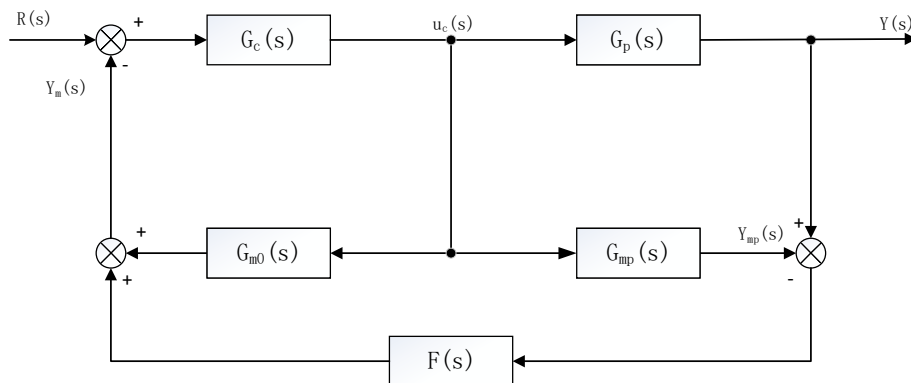 R(s)
+
G_c(s)
u_c(s)
G_p(s)
Y(s)
-
Y_m(s)
+
G_m0(s)
G_mp(s)
Y_mp(s)
+
+
-
F(s)